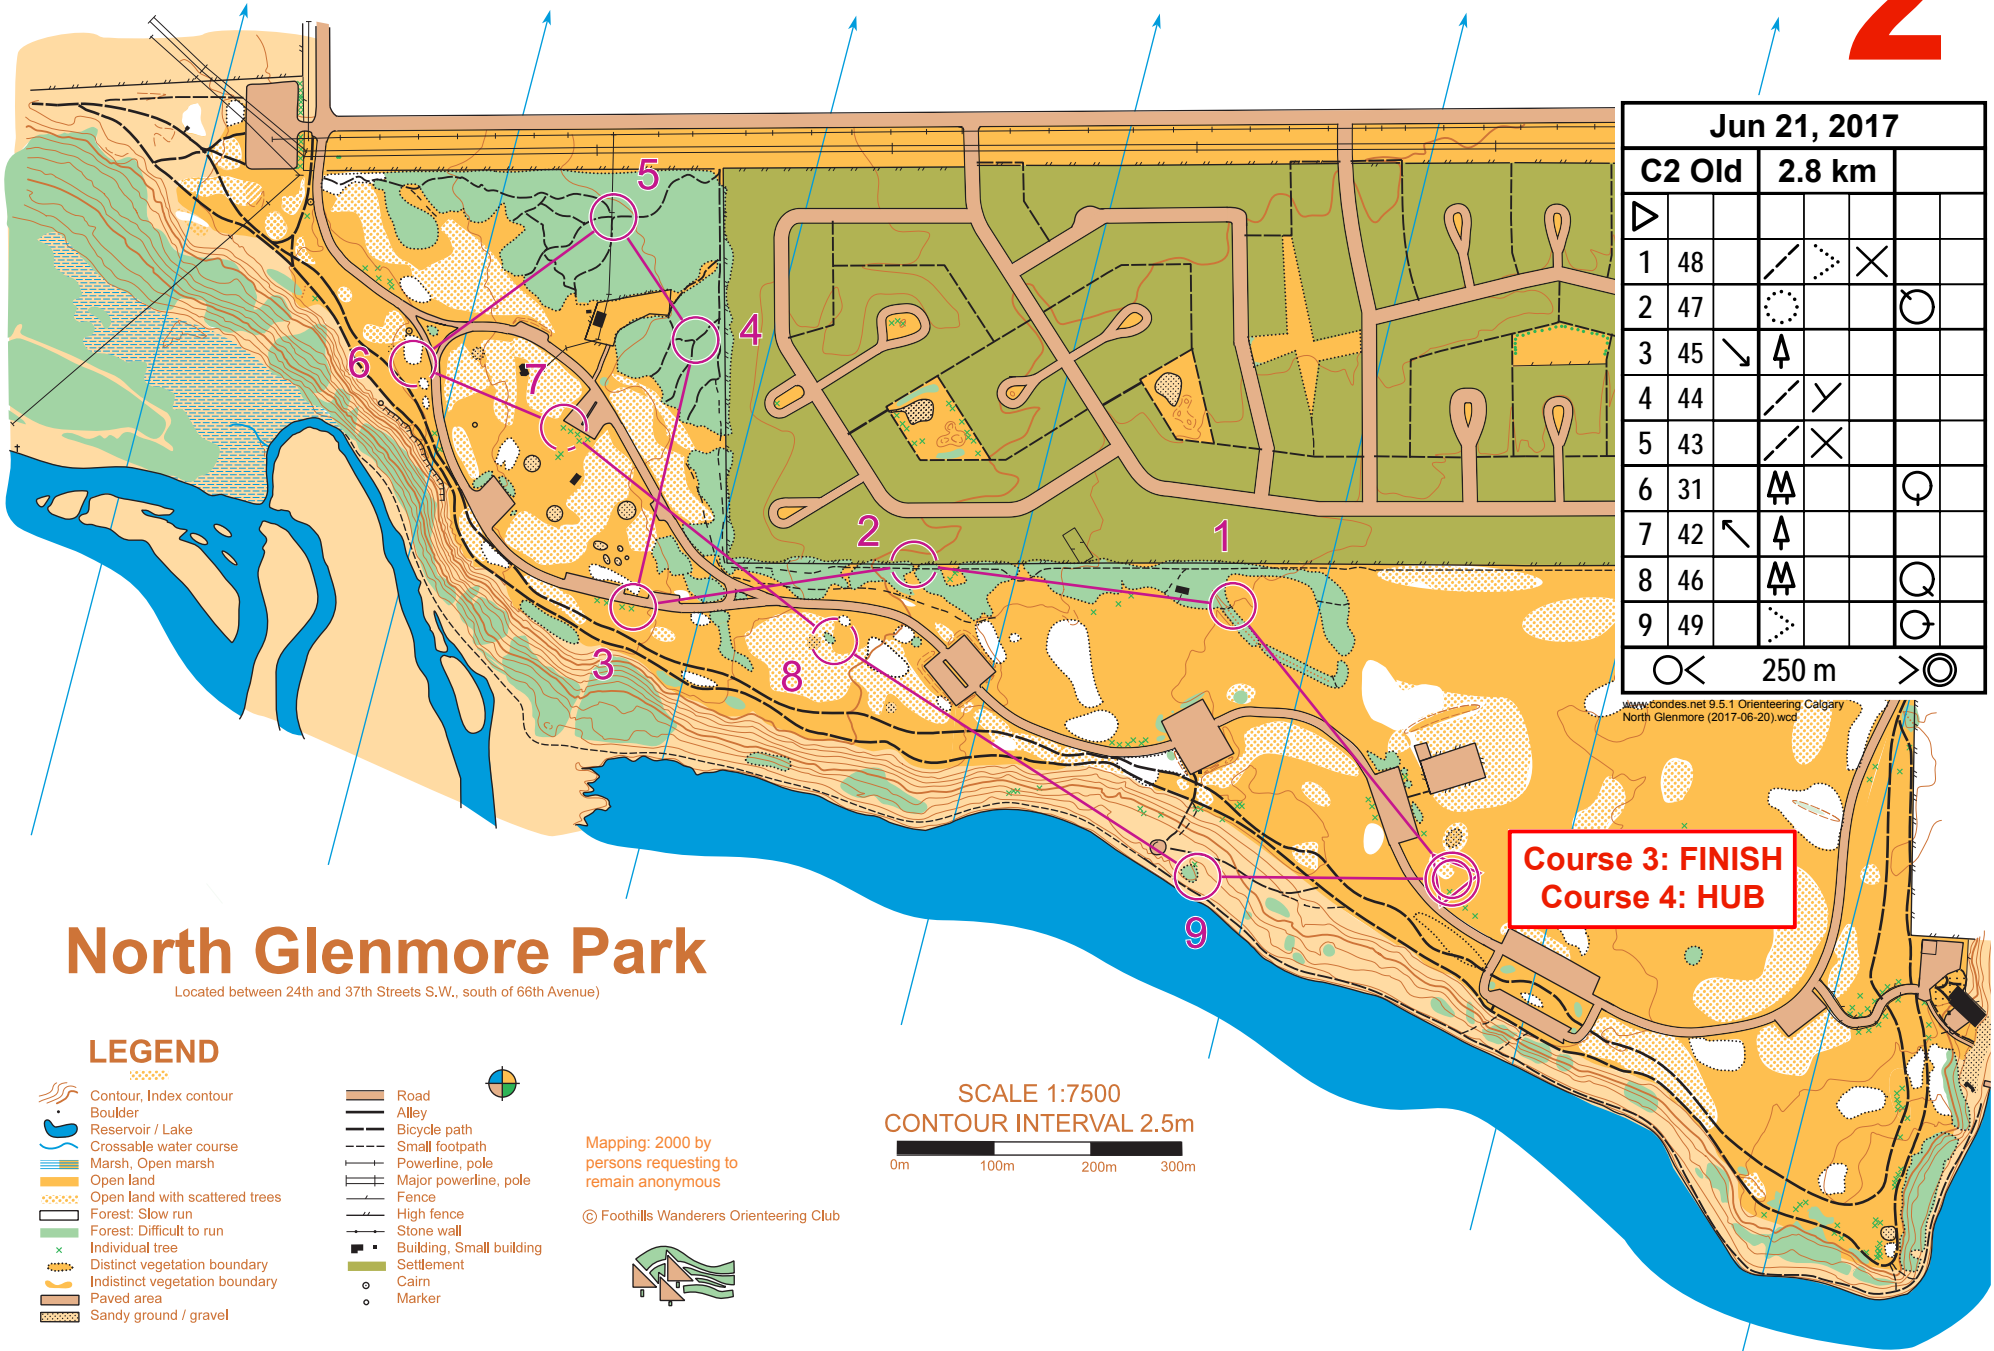 2
Jun 21, 2017
C2 Old 2.8 km
1 48
2 47
3 45
4 44
5 43
6 31
7 42
8 46
9 49
250 m
www.condes.net 9.5.1 Orienteering Calgary
North Glenmore (2017-06-20).wcd
5
4
6
7
2
1
3
8
9
Course 3: FINISH
Course 4: HUB
North Glenmore Park
Located between 24th and 37th Streets S.W., south of 66th Avenue)
LEGEND
Contour, Index contour
Boulder
Reservoir / Lake
Crossable water course
Marsh, Open marsh
Open land
Open land with scattered trees
Forest: Slow run
Forest: Difficult to run
Individual tree
Distinct vegetation boundary
Indistinct vegetation boundary
Paved area
Sandy ground / gravel
Road
Alley
Bicycle path
Small footpath
Powerline, pole
Major powerline, pole
Fence
High fence
Stone wall
Building, Small building
Settlement
Cairn
Marker
Mapping: 2000 by
persons requesting to
remain anonymous
© Foothills Wanderers Orienteering Club
SCALE 1:7500
CONTOUR INTERVAL 2.5m
0m 100m 200m 300m